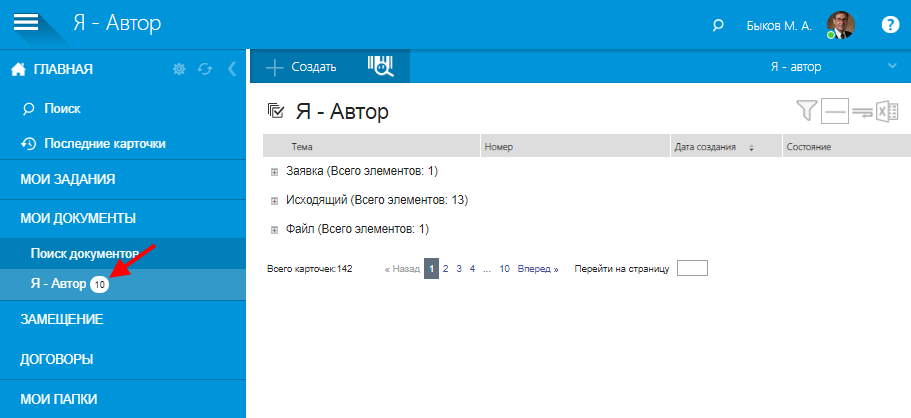 Я - Автор
Быков М. А.
?
ГЛАВНАЯ
Создать
Я - автор
Поиск
Последние карточки
МОИ ЗАДАНИЯ
МОИ ДОКУМЕНТЫ
Поиск документов
Я - Автор 10
ЗАМЕЩЕНИЕ
ДОГОВОРЫ
МОИ ПАПКИ
Я - Автор
Тема Номер Дата создания Состояние
Заявка (Всего элементов: 1)
Исходящий (Всего элементов: 13)
Файл (Всего элементов: 1)
Всего карточек:142 « Назад 1 2 3 4 ... 10 Вперед » Перейти на страницу